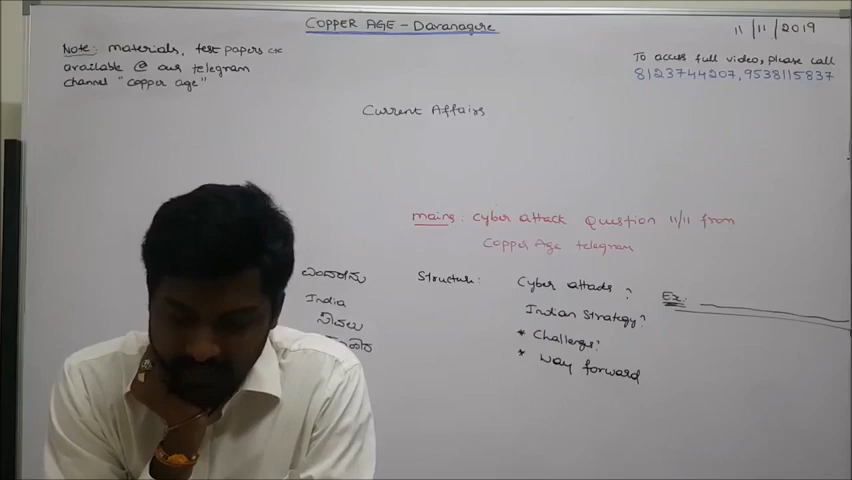 COPPER AGE - Davanagere
11/11/2019
Note: materials, test papers etc
available @ our telegram
channel "copper age"
To access full video, please call
8123744207, 9538115837
Current Affairs
mains: Cyber attack Question 11/11 from
Copper Age telegram
Structure: Cyber attacks?
Ex:
India
Indian Strategy?
* Challenges?
* Way forward